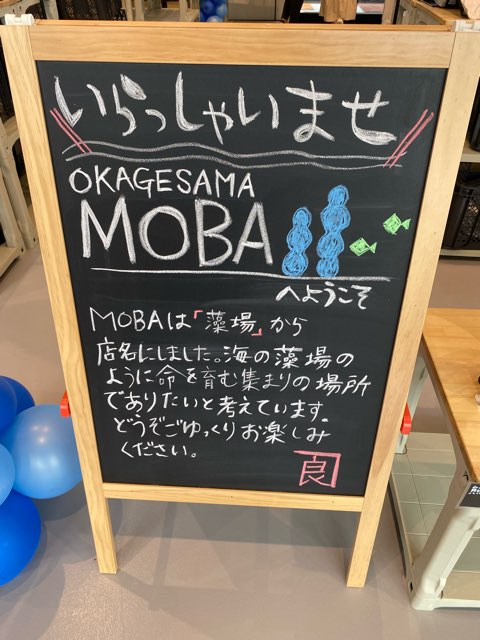 いらっしゃいませ
OKAGESAMA
MOBA
へようこそ
MOBAは「藻場」から
店名にしました。海の藻場の
ように命を育む集まりの場所
でありたいと考えています。
どうぞごゆっくりお楽しみ
ください。
良